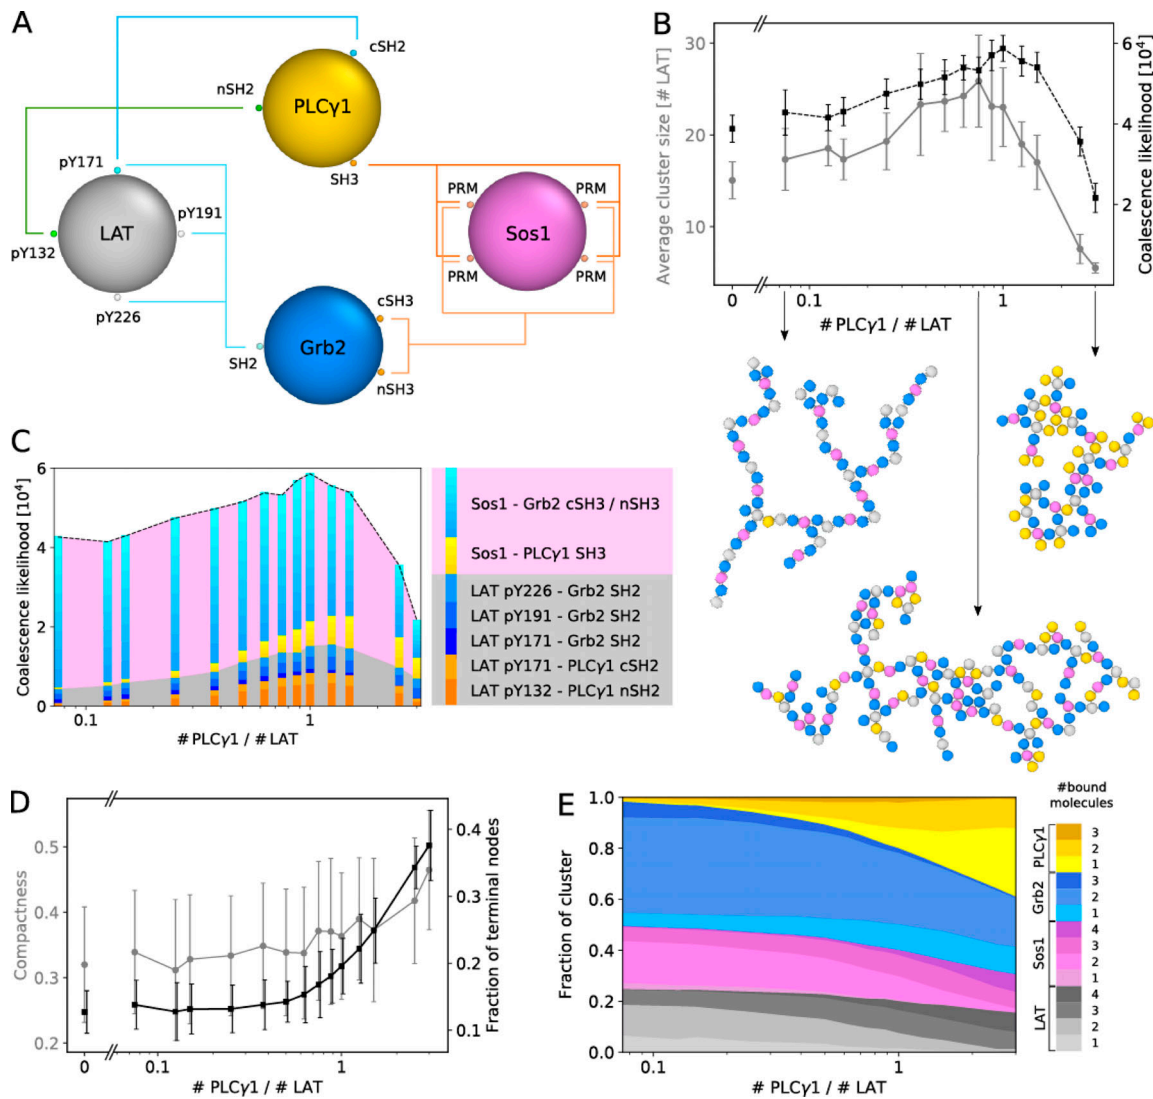 A
cSH2
nSH2
PLCγ1
pY171
SH3
PRM
PRM
pY191
LAT
Sos1
pY132
PRM
PRM
pY226
cSH3
SH2
Grb2
nSH3
B
30
20
10
Average cluster size [# LAT]
6
4
2
Coalescence likelihood [10⁴]
0
0.1
1
# PLCγ1 / # LAT
C
6
4
2
0
Coalescence likelihood [10⁴]
0.1
1
# PLCγ1 / # LAT
Sos1 - Grb2 cSH3 / nSH3
Sos1 - PLCγ1 SH3
LAT pY226 - Grb2 SH2
LAT pY191 - Grb2 SH2
LAT pY171 - Grb2 SH2
LAT pY171 - PLCγ1 cSH2
LAT pY132 - PLCγ1 nSH2
D
0.5
0.4
0.3
0.2
Compactness
0.4
0.3
0.2
0.1
Fraction of terminal nodes
0
0.1
1
# PLCγ1 / # LAT
E
1.0
0.8
0.6
0.4
0.2
0.0
Fraction of cluster
0.1
1
# PLCγ1 / # LAT
#bound
molecules
PLCγ1
3
2
1
Grb2
3
2
1
Sos1
4
3
2
1
LAT
4
3
2
1